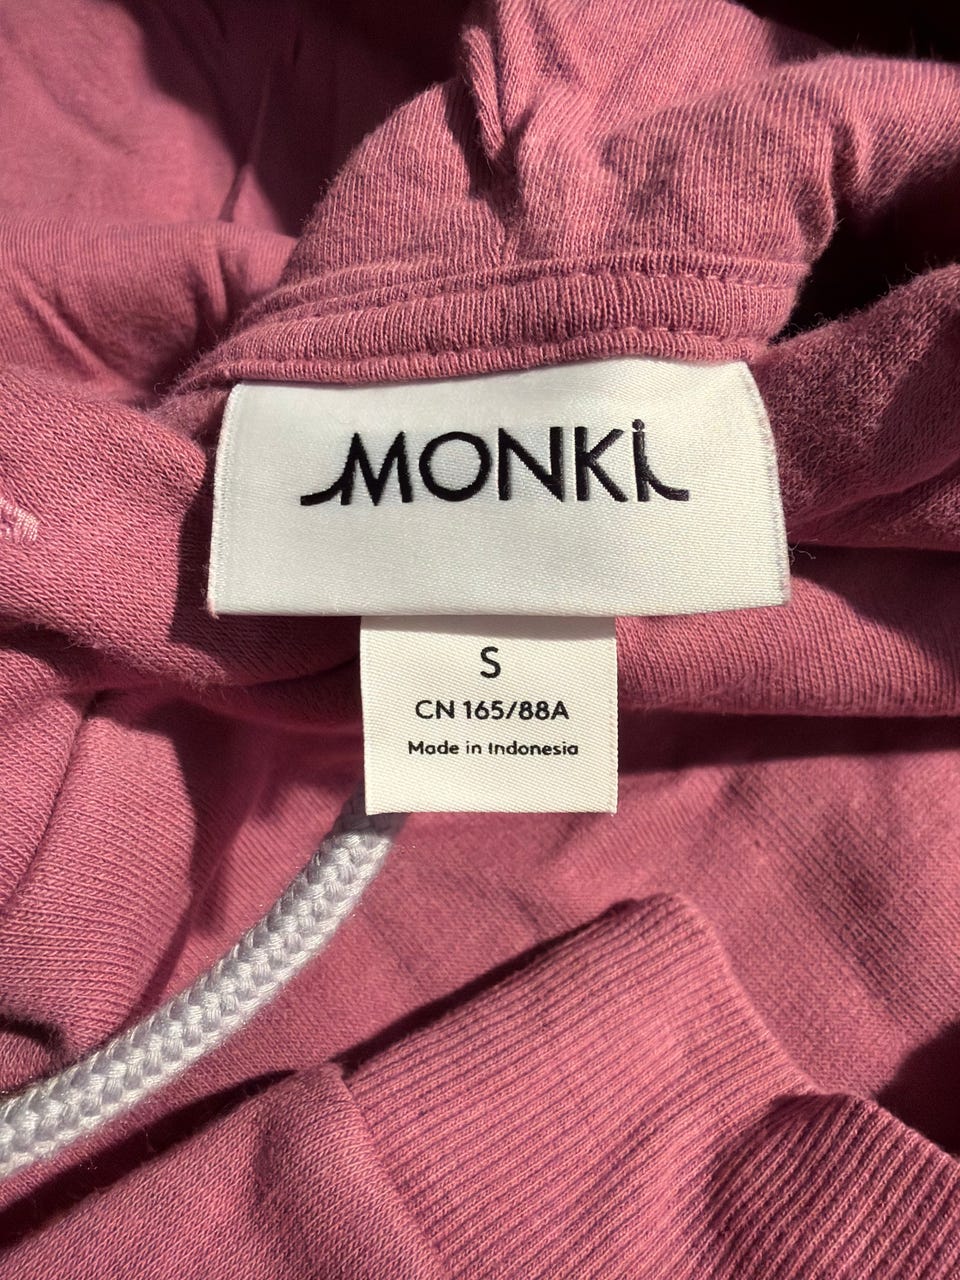 MONKi
S
CN 165/88A
Made in Indonesia